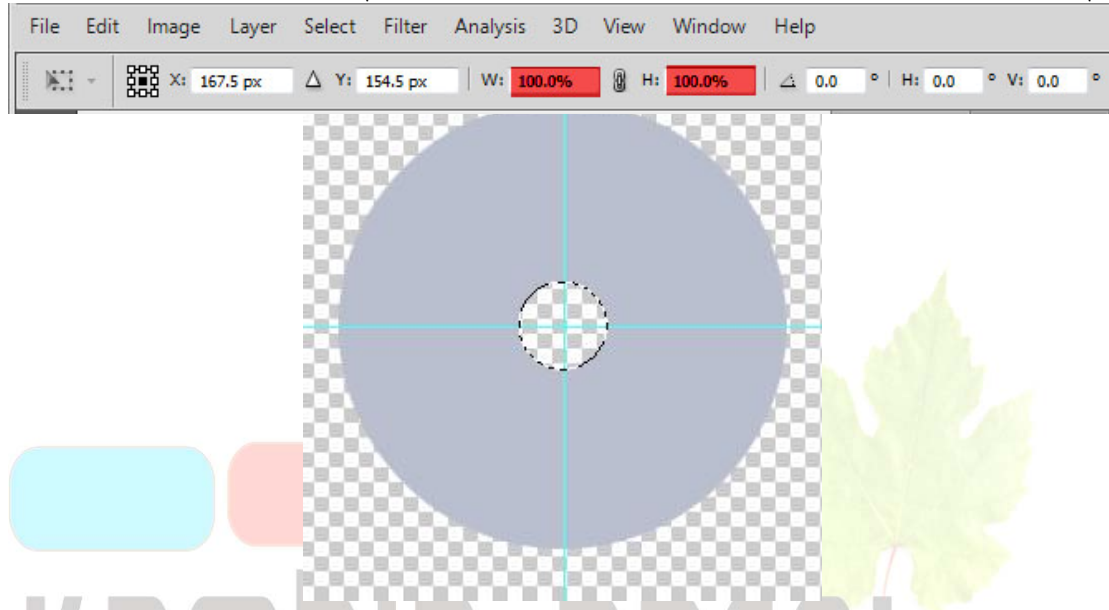 File Edit Image Layer Select Filter Analysis 3D View Window Help
X: 167.5 px Δ Y: 154.5 px W: 100.0% H: 100.0% 0.0 ° H: 0.0 ° V: 0.0 °